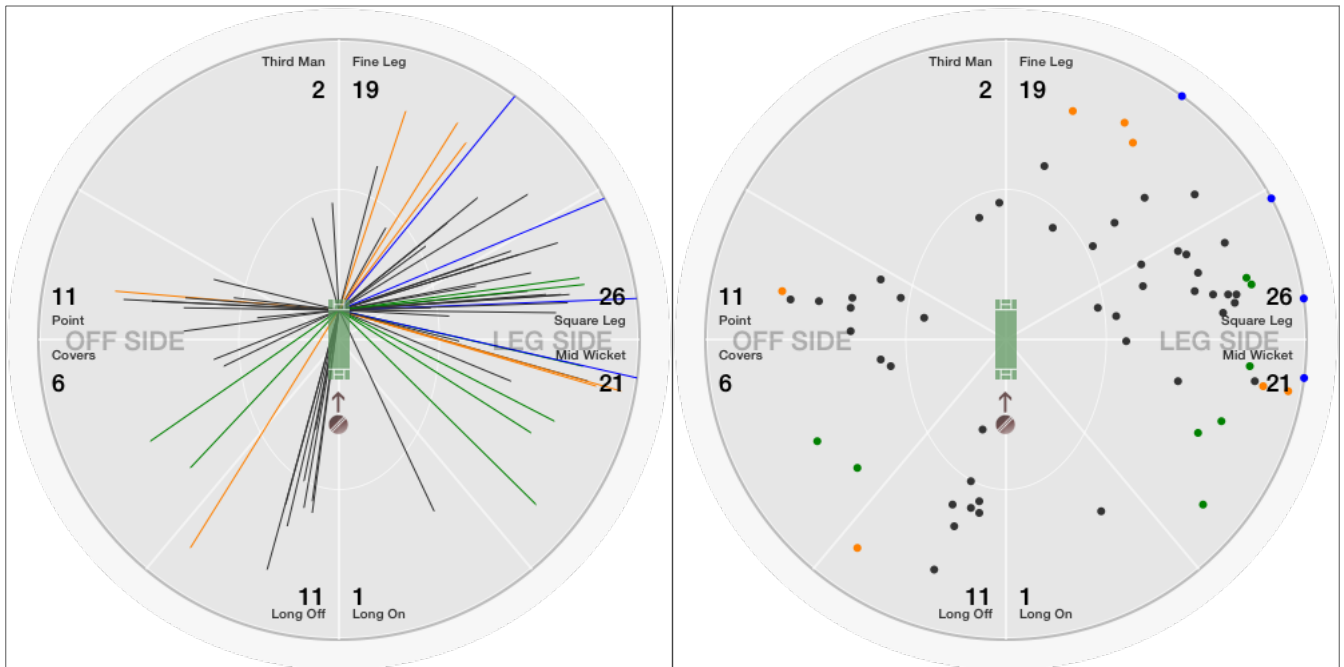 Third Man
Fine Leg
2
19
11
Point
OFF SIDE
Covers
6
26
Square Leg
LEG SIDE
Mid Wicket
21
11
Long Off
1
Long On
Third Man
Fine Leg
2
19
11
Point
OFF SIDE
Covers
6
26
Square Leg
LEG SIDE
Mid Wicket
21
11
Long Off
1
Long On